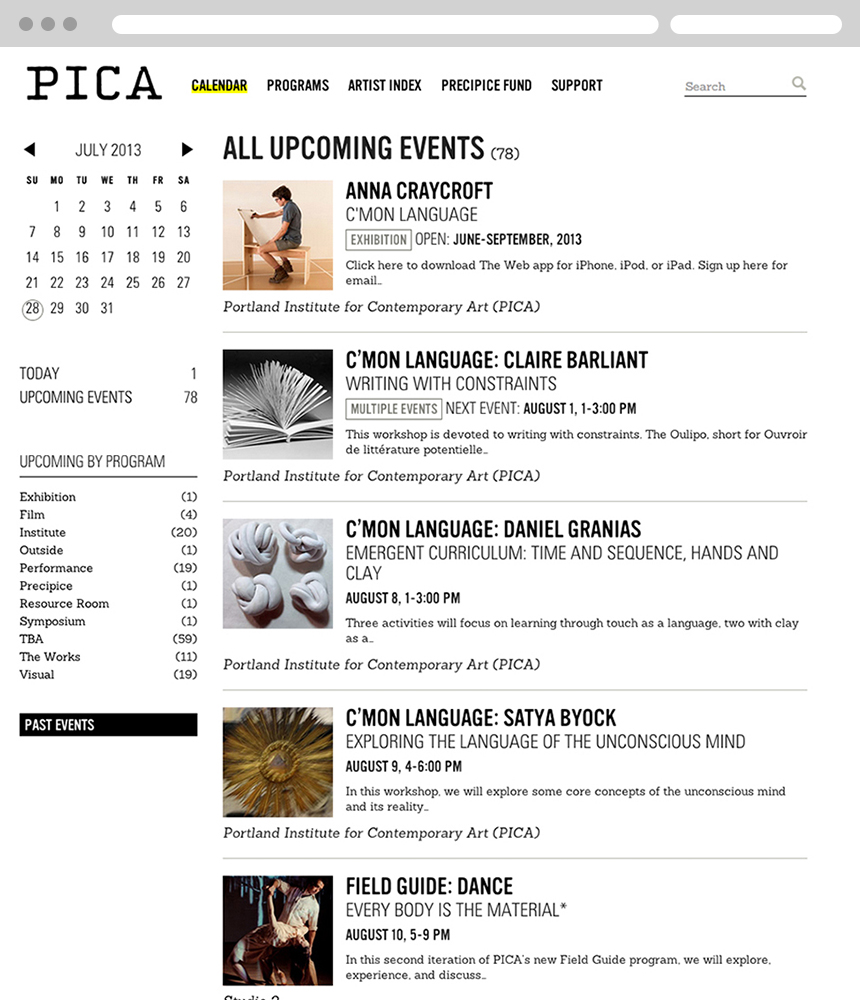 PICA
CALENDAR PROGRAMS ARTIST INDEX PRECIPICE FUND SUPPORT
Search
JULY 2013
SU MO TU WE TH FR SA
1 2 3 4 5 6
7 8 9 10 11 12 13
14 15 16 17 18 19 20
21 22 23 24 25 26 27
28 29 30 31
TODAY 1
UPCOMING EVENTS 78
UPCOMING BY PROGRAM
Exhibition (1)
Film (4)
Institute (20)
Outside (1)
Performance (19)
Precipice (1)
Resource Room (1)
Symposium (1)
TBA (59)
The Works (11)
Visual (19)
PAST EVENTS
ALL UPCOMING EVENTS (78)
ANNA CRAYCROFT
C'MON LANGUAGE
EXHIBITION OPEN: JUNE-SEPTEMBER, 2013
Click here to download The Web app for iPhone, iPod, or iPad. Sign up here for
email…
Portland Institute for Contemporary Art (PICA)
C’MON LANGUAGE: CLAIRE BARLIANT
WRITING WITH CONSTRAINTS
MULTIPLE EVENTS NEXT EVENT: AUGUST 1, 1-3:00 PM
This workshop is devoted to writing with constraints. The Oulipo, short for Ouvroir
de littérature potentielle…
Portland Institute for Contemporary Art (PICA)
C’MON LANGUAGE: DANIEL GRANIAS
EMERGENT CURRICULUM: TIME AND SEQUENCE, HANDS AND
CLAY
AUGUST 8, 1-3:00 PM
Three activities will focus on learning through touch as a language, two with clay
as a…
Portland Institute for Contemporary Art (PICA)
C’MON LANGUAGE: SATYA BYOCK
EXPLORING THE LANGUAGE OF THE UNCONSCIOUS MIND
AUGUST 9, 4-6:00 PM
In this workshop, we will explore some core concepts of the unconscious mind
and its reality…
Portland Institute for Contemporary Art (PICA)
FIELD GUIDE: DANCE
EVERY BODY IS THE MATERIAL*
AUGUST 10, 5-9 PM
In this second iteration of PICA's new Field Guide program, we will explore,
experience, and discuss…
Studio 2